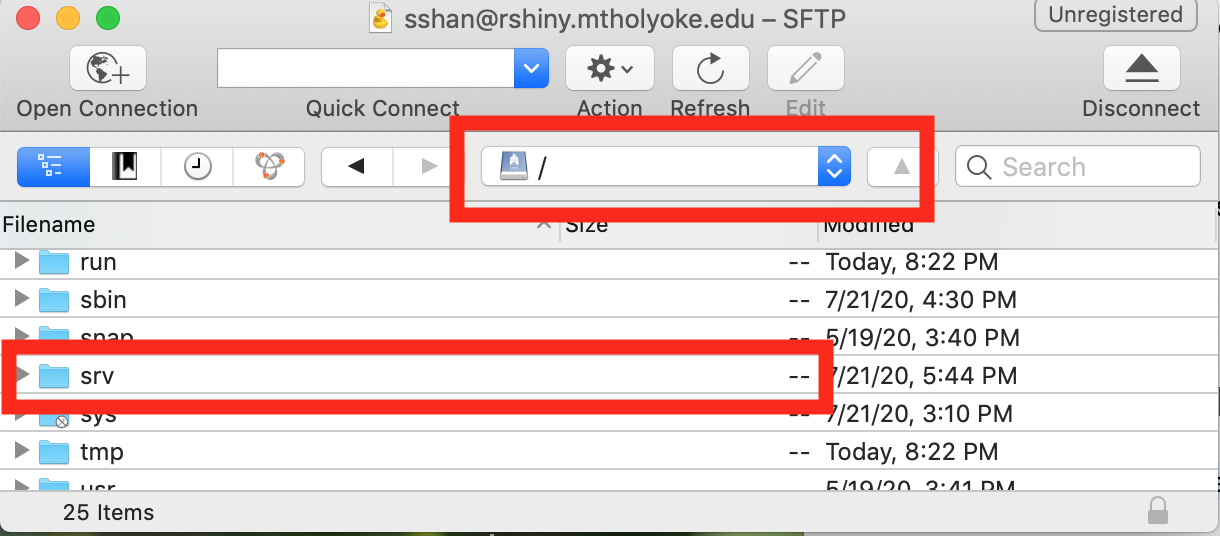 sshan@rshiny.mtholyoke.edu – SFTP
Unregistered
Open Connection
Quick Connect
Action
Refresh
Edit
Disconnect
/
Search
Filename Size Modified
run -- Today, 8:22 PM
sbin -- 7/21/20, 4:30 PM
snap -- 5/19/20, 3:40 PM
srv -- 7/21/20, 5:44 PM
sys -- 7/21/20, 3:10 PM
tmp -- Today, 8:22 PM
usr 5/19/20, 3:41 PM
25 Items